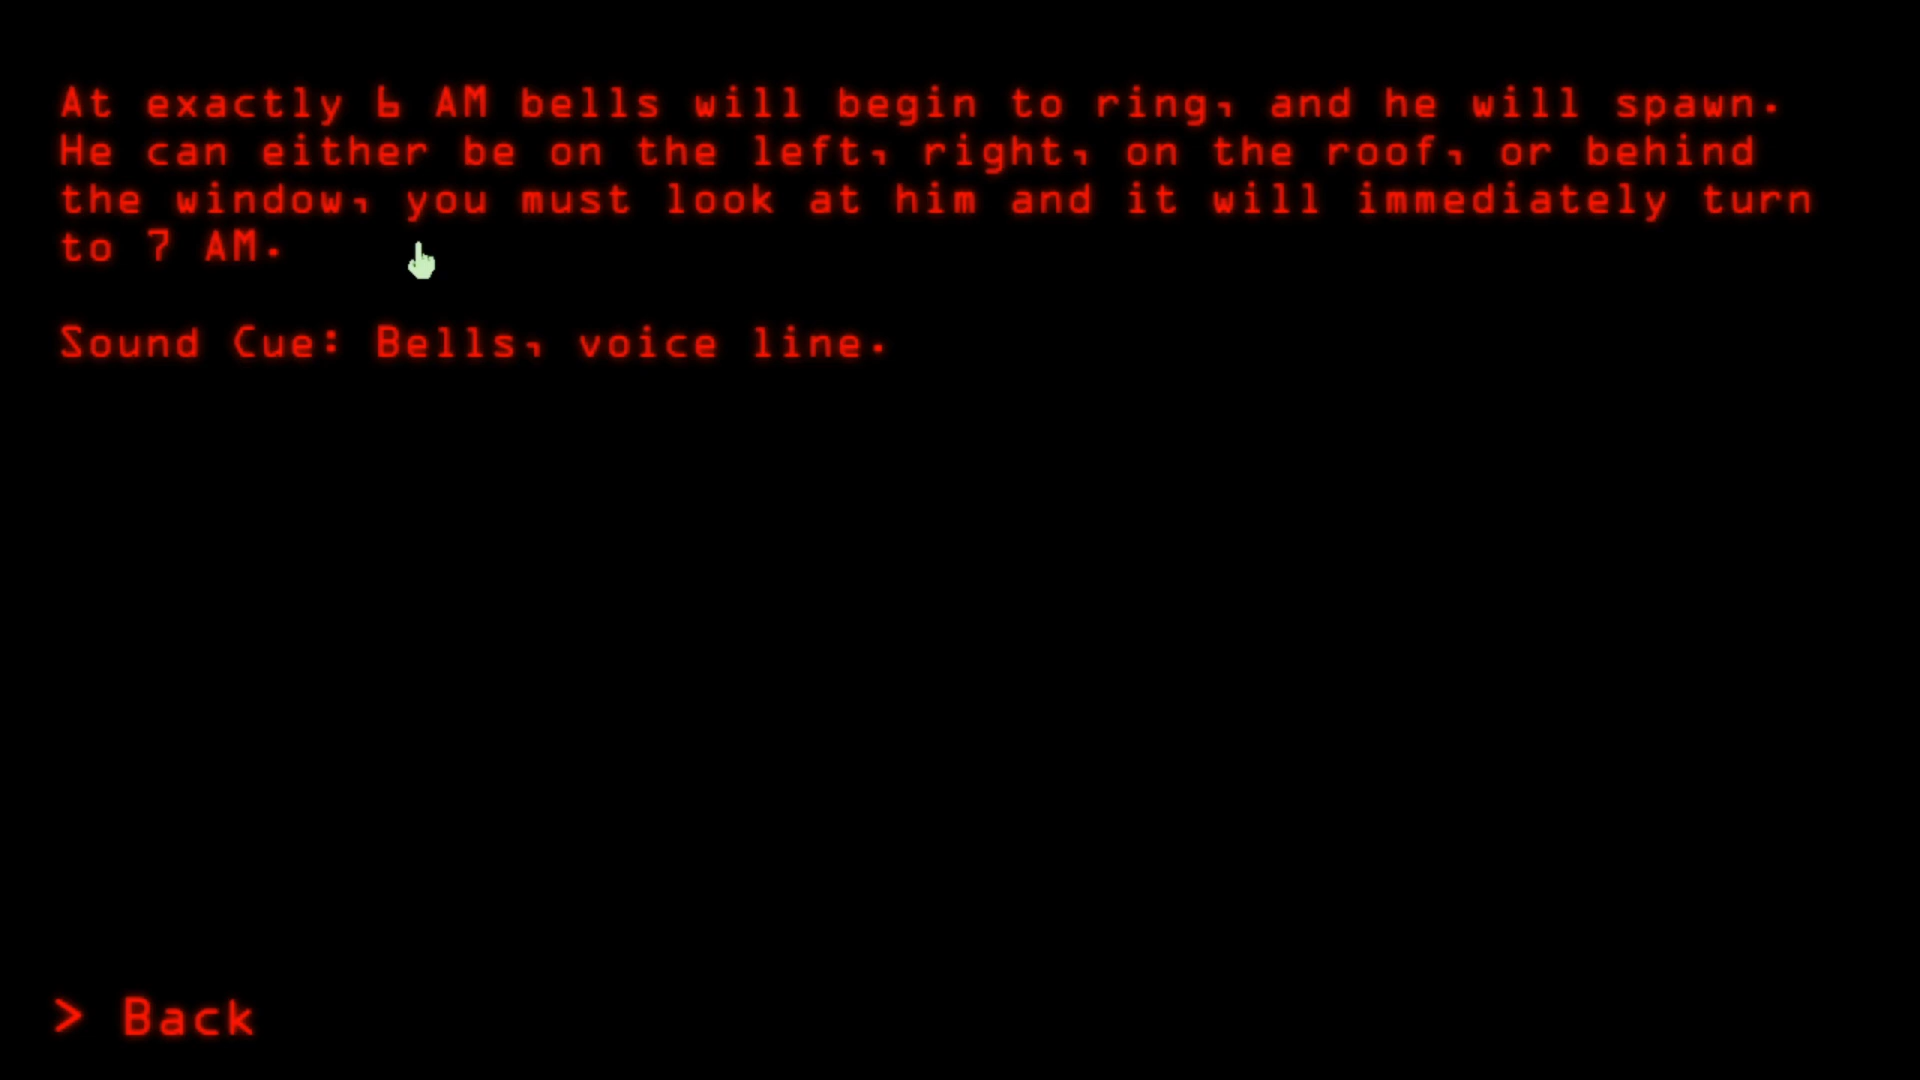 At exactly 6 AM bells will begin to ring, and he will spawn.
He can either be on the left, right, on the roof, or behind
the window, you must look at him and it will immediately turn
to 7 AM.
Sound Cue: Bells, voice line.
> Back